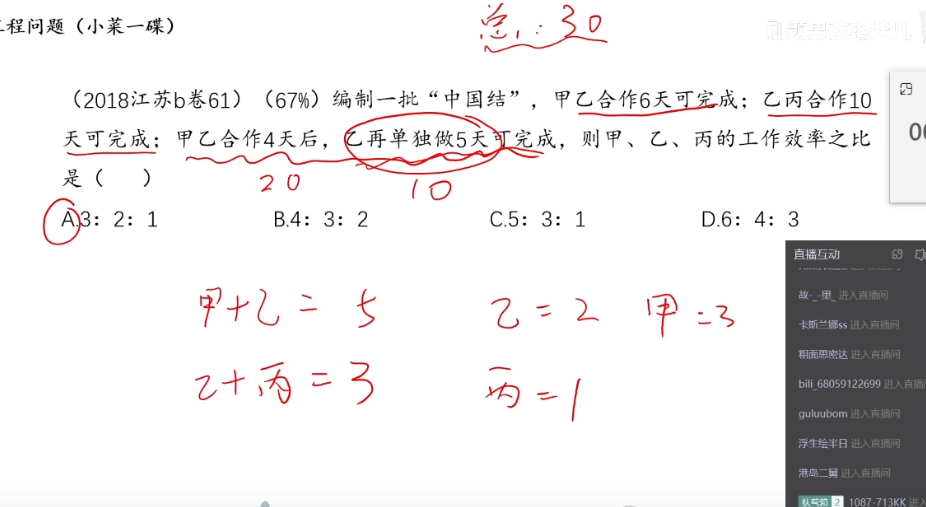 工程问题（小菜一碟）
总：30
（2018江苏b卷61）（67%）编制一批“中国结”，甲乙合作6天可完成；乙丙合作10
天可完成；甲乙合作4天后，乙再单独做5天可完成，则甲、乙、丙的工作效率之比
是（ ）
20 10
A.3：2：1 B.4：3：2 C.5：3：1 D.6：4：3
甲+乙=5 乙=2 甲=3
乙+丙=3 丙=1
直播互动
故-_-里_ 进入直播间
卡斯兰娜ss 进入直播间
粗面思密达 进入直播间
bili_68059122699 进入直播
guluubom 进入直播间
浮生绘半日 进入直播间
港岛二舅 进入直播间
2 1087-713KK 进入